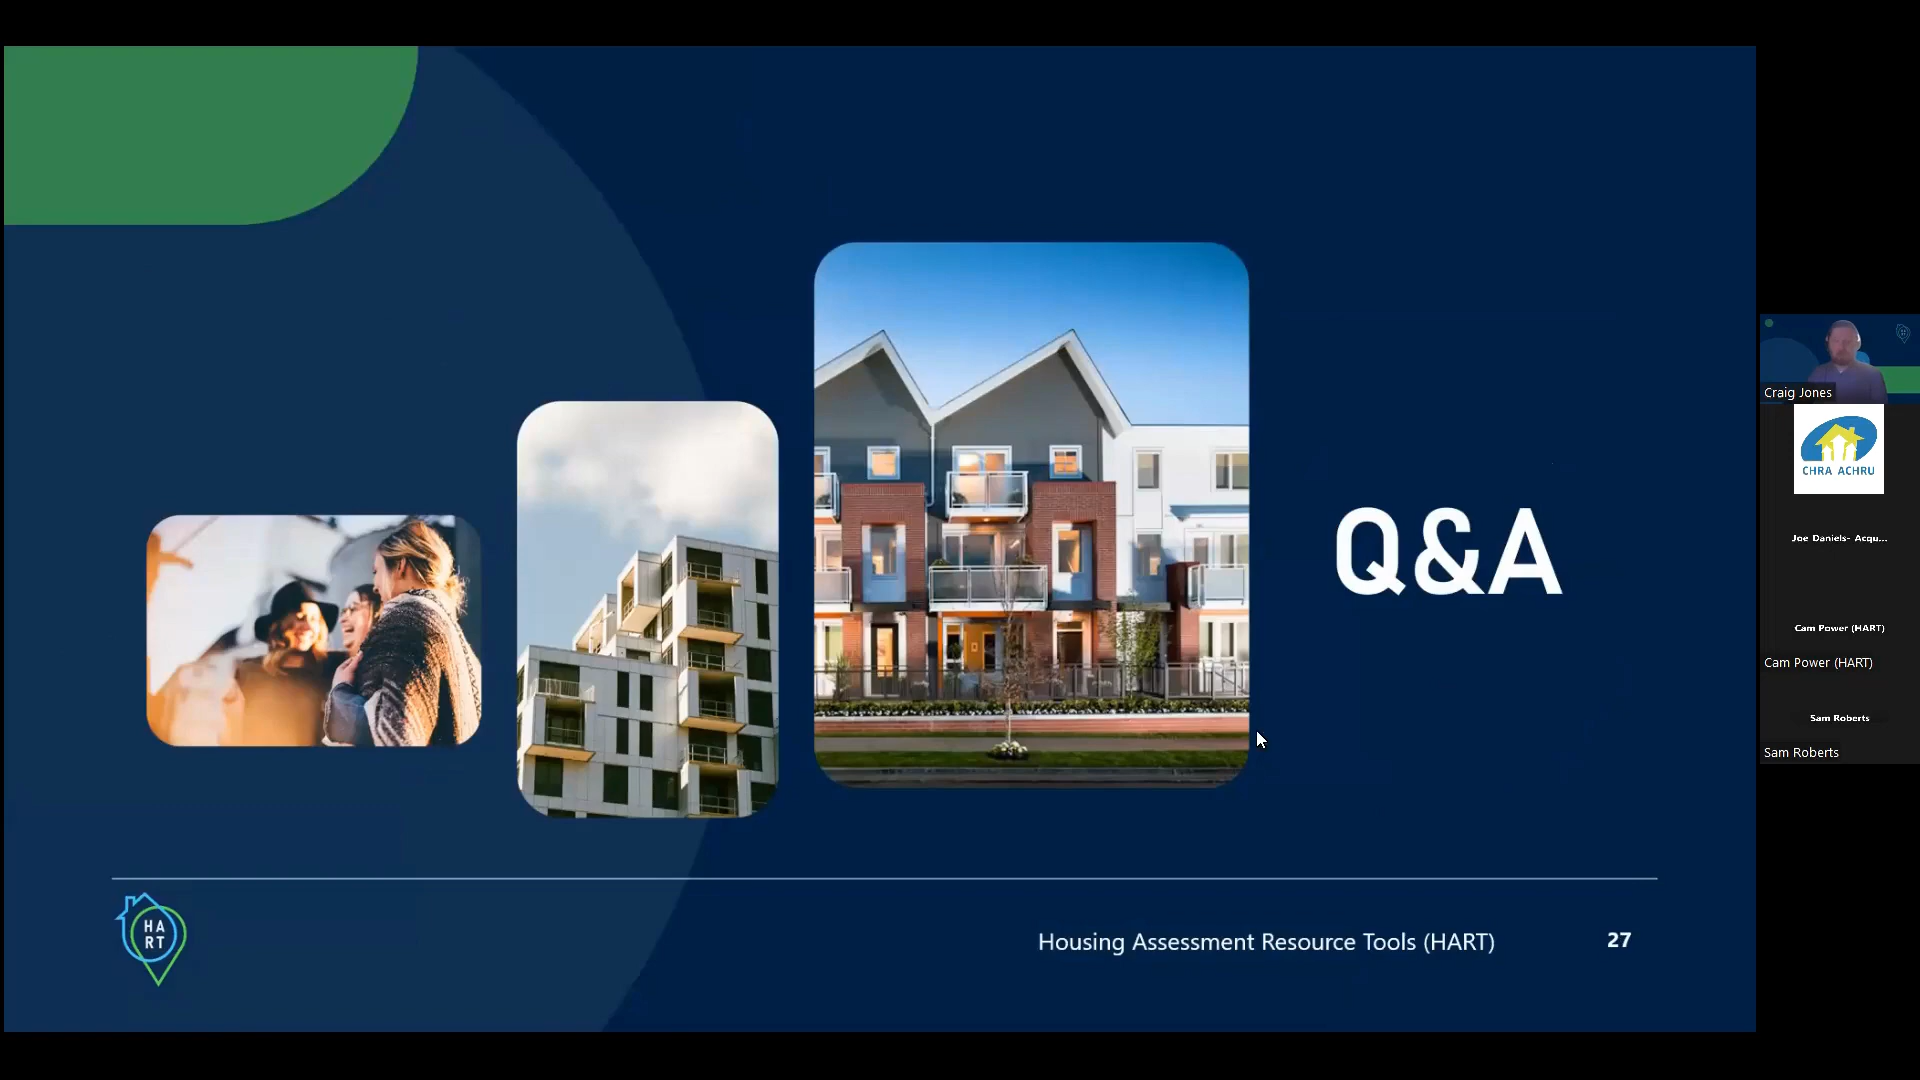 Q&A
HA
RT
Housing Assessment Resource Tools (HART)
27
Craig Jones
CHRA ACHRU
Joe Daniels- Acqu...
Cam Power (HART)
Cam Power (HART)
Sam Roberts
Sam Roberts